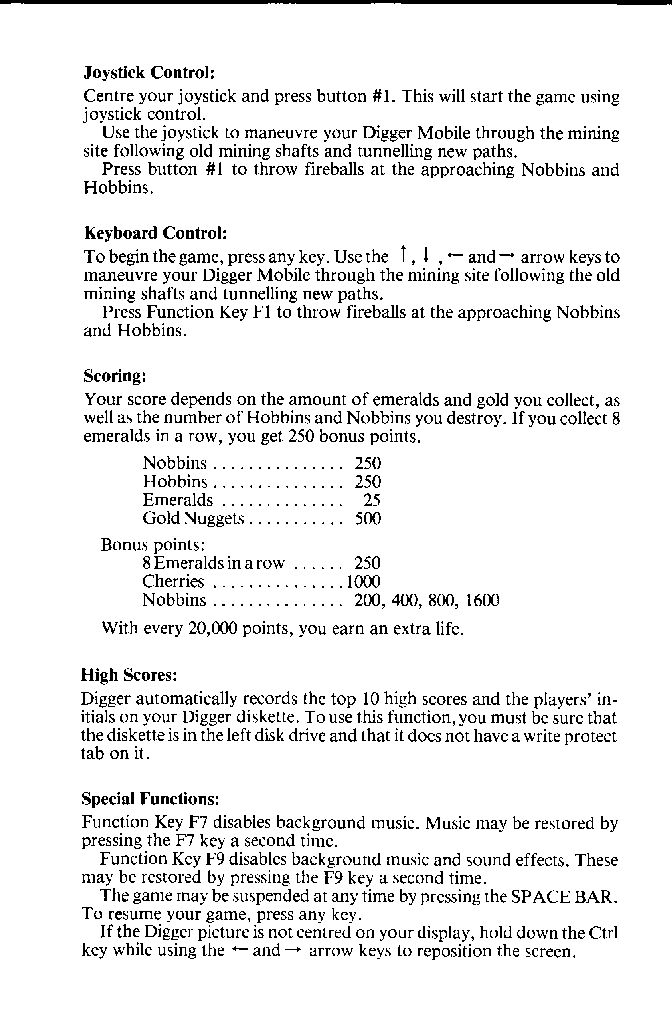 Joystick Control:
Centre your joystick and press button #1. This will start the game using
joystick control.
Use the joystick to maneuvre your Digger Mobile through the mining
site following old mining shafts and tunnelling new paths.
Press button #1 to throw fireballs at the approaching Nobbins and
Hobbins.
Keyboard Control:
To begin the game, press any key. Use the ↑, ↓, ← and → arrow keys to
maneuvre your Digger Mobile through the mining site following the old
mining shafts and tunnelling new paths.
Press Function Key F1 to throw fireballs at the approaching Nobbins
and Hobbins.
Scoring:
Your score depends on the amount of emeralds and gold you collect, as
well as the number of Hobbins and Nobbins you destroy. If you collect 8
emeralds in a row, you get 250 bonus points.
Nobbins . . . . . . . . . . . . . . . 250
Hobbins . . . . . . . . . . . . . . . 250
Emeralds . . . . . . . . . . . . . . 25
Gold Nuggets . . . . . . . . . . . 500
Bonus points:
8 Emeralds in a row . . . . . . 250
Cherries . . . . . . . . . . . . . . . 1000
Nobbins . . . . . . . . . . . . . . . 200, 400, 800, 1600
With every 20,000 points, you earn an extra life.
High Scores:
Digger automatically records the top 10 high scores and the players' in-
itials on your Digger diskette. To use this function, you must be sure that
the diskette is in the left disk drive and that it does not have a write protect
tab on it.
Special Functions:
Function Key F7 disables background music. Music may be restored by
pressing the F7 key a second time.
Function Key F9 disables background music and sound effects. These
may be restored by pressing the F9 key a second time.
The game may be suspended at any time by pressing the SPACE BAR.
To resume your game, press any key.
If the Digger picture is not centred on your display, hold down the Ctrl
key while using the ← and → arrow keys to reposition the screen.